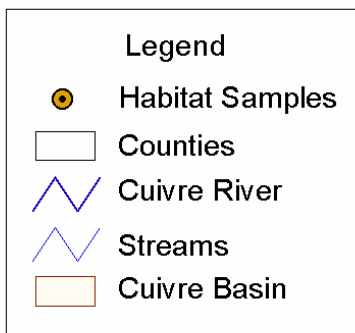 Legend
Habitat Samples
Counties
Cuivre River
Streams
Cuivre Basin